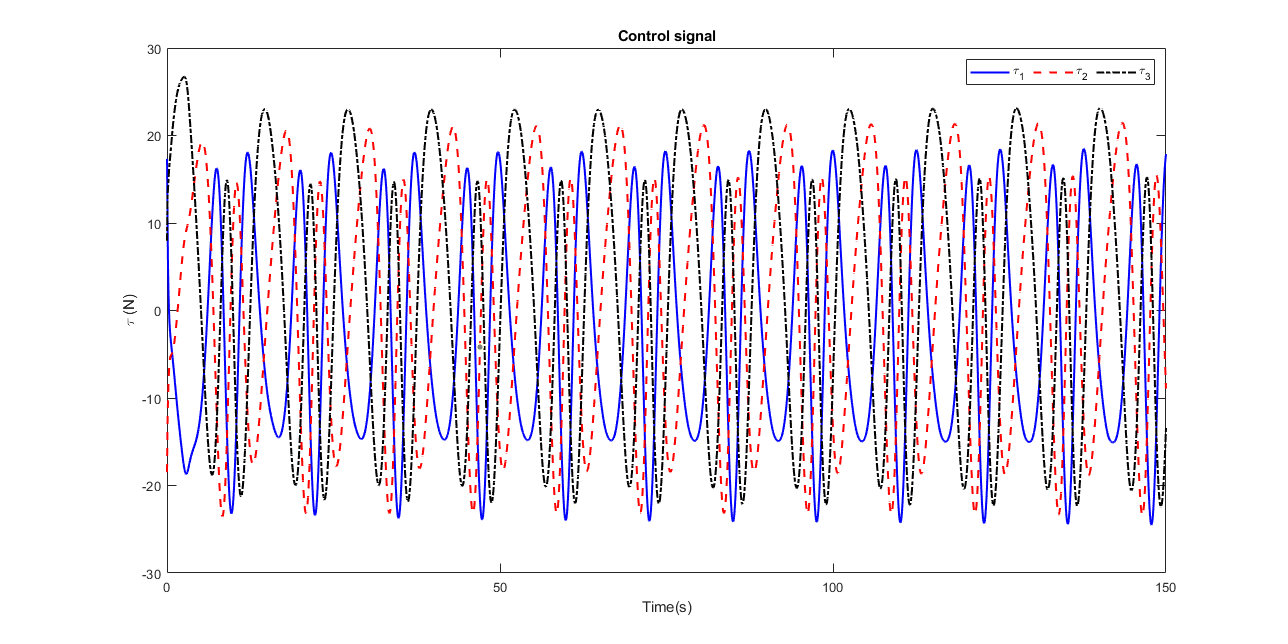 Control signal
τ1 τ2 τ3
30
20
10
0
-10
-20
-30
τ (N)
0 50 100 150
Time(s)